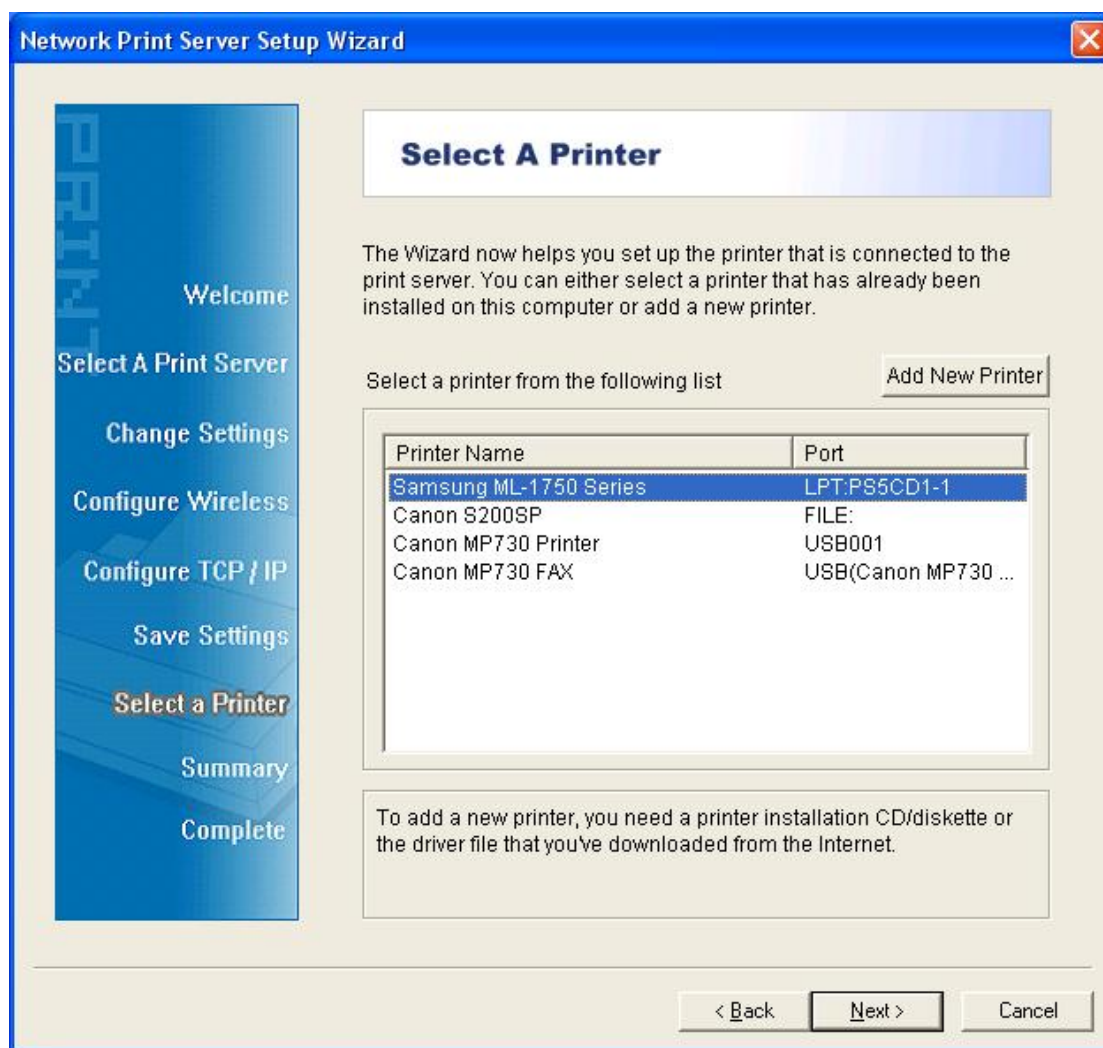 Network Print Server Setup Wizard
PRINT
Welcome
Select A Print Server
Change Settings
Configure Wireless
Configure TCP / IP
Save Settings
Select a Printer
Summary
Complete
Select A Printer
The Wizard now helps you set up the printer that is connected to the
print server. You can either select a printer that has already been
installed on this computer or add a new printer.
Select a printer from the following list
Add New Printer
Printer Name Port
Samsung ML-1750 Series LPT:PS5CD1-1
Canon S200SP FILE:
Canon MP730 Printer USB001
Canon MP730 FAX USB(Canon MP730 ...
To add a new printer, you need a printer installation CD/diskette or
the driver file that you've downloaded from the Internet.
< Back Next > Cancel